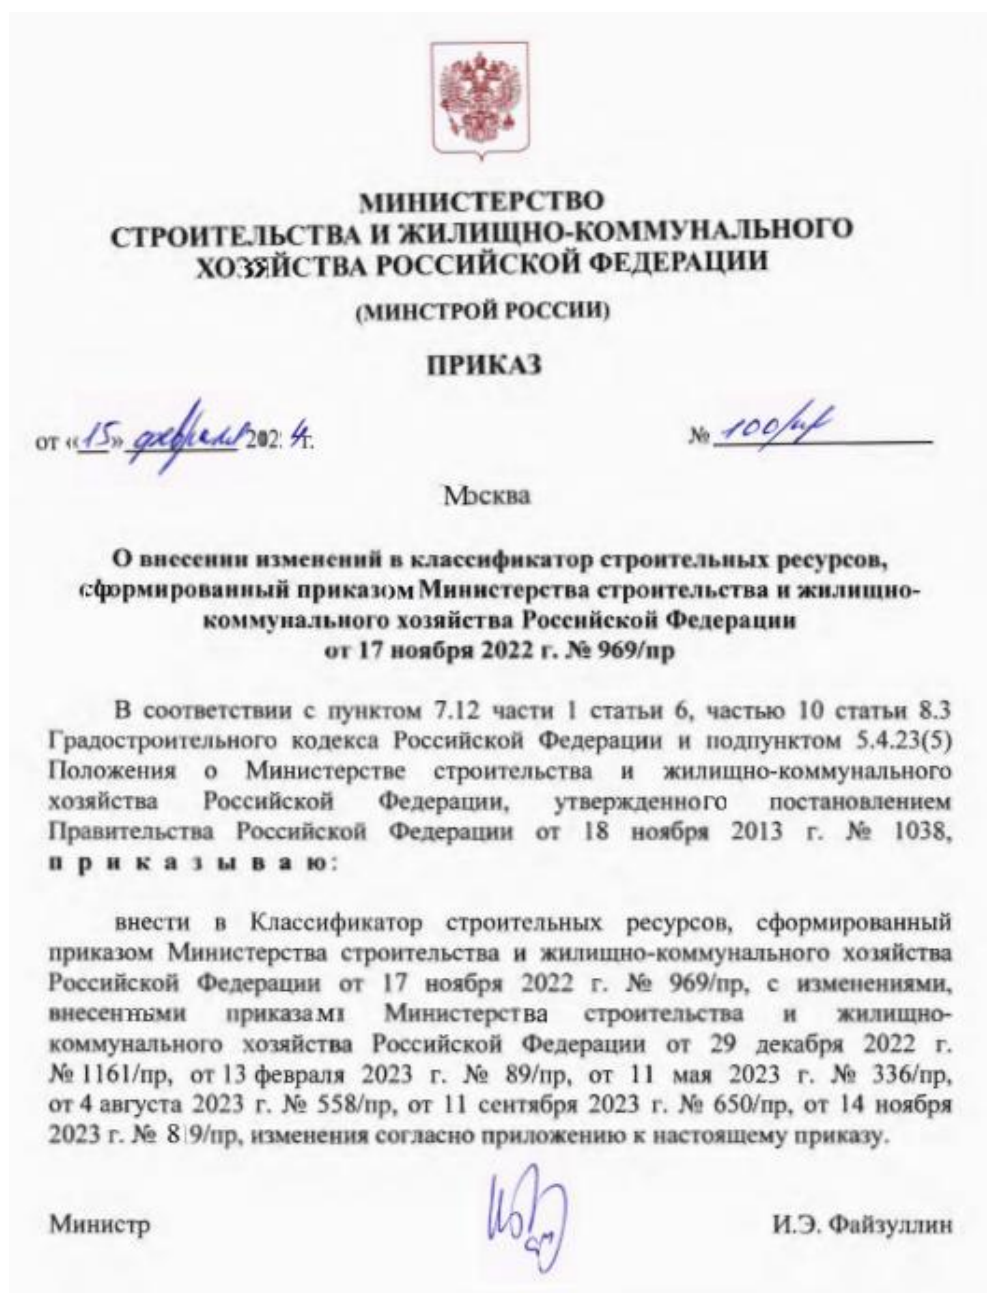 МИНИСТЕРСТВО
СТРОИТЕЛЬСТВА И ЖИЛИЩНО-КОММУНАЛЬНОГО
ХОЗЯЙСТВА РОССИЙСКОЙ ФЕДЕРАЦИИ
(МИНСТРОЙ РОССИИ)
ПРИКАЗ
от «15» февраля 2024г. № 100/пр
Москва
О внесении изменений в классификатор строительных ресурсов,
сформированный приказом Министерства строительства и жилищно-
коммунального хозяйства Российской Федерации
от 17 ноября 2022 г. № 969/пр
В соответствии с пунктом 7.12 части 1 статьи 6, частью 10 статьи 8.3
Градостроительного кодекса Российской Федерации и подпунктом 5.4.23(5)
Положения о Министерстве строительства и жилищно-коммунального
хозяйства Российской Федерации, утвержденного постановлением
Правительства Российской Федерации от 18 ноября 2013 г. № 1038,
п р и к а з ы в а ю:
внести в Классификатор строительных ресурсов, сформированный
приказом Министерства строительства и жилищно-коммунального хозяйства
Российской Федерации от 17 ноября 2022 г. № 969/пр, с изменениями,
внесенными приказами Министерства строительства и жилищно-
коммунального хозяйства Российской Федерации от 29 декабря 2022 г.
№ 1161/пр, от 13 февраля 2023 г. № 89/пр, от 11 мая 2023 г. № 336/пр,
от 4 августа 2023 г. № 558/пр, от 11 сентября 2023 г. № 650/пр, от 14 ноября
2023 г. № 819/пр, изменения согласно приложению к настоящему приказу.
Министр И.Э. Файзуллин